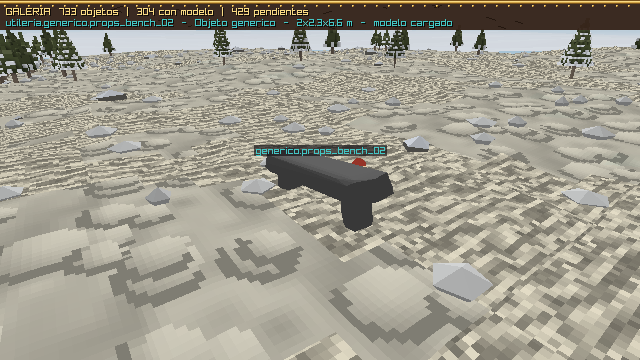 GALERÍA 733 objetos | 304 con modelo | 429 pendientes
utileria.generico.props_bench_02 - Objeto generico - 2x2.3x6.6 m - modelo cargado
generico.props_bench_02